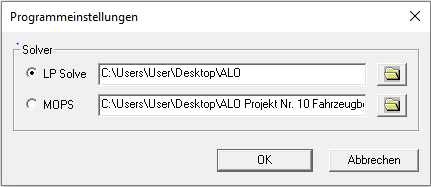 Programmeinstellungen
Solver
LP Solve C:\Users\User\Desktop\ALO
MOPS C:\Users\User\Desktop\ALO Projekt Nr. 10 Fahrzeugb
OK Abbrechen